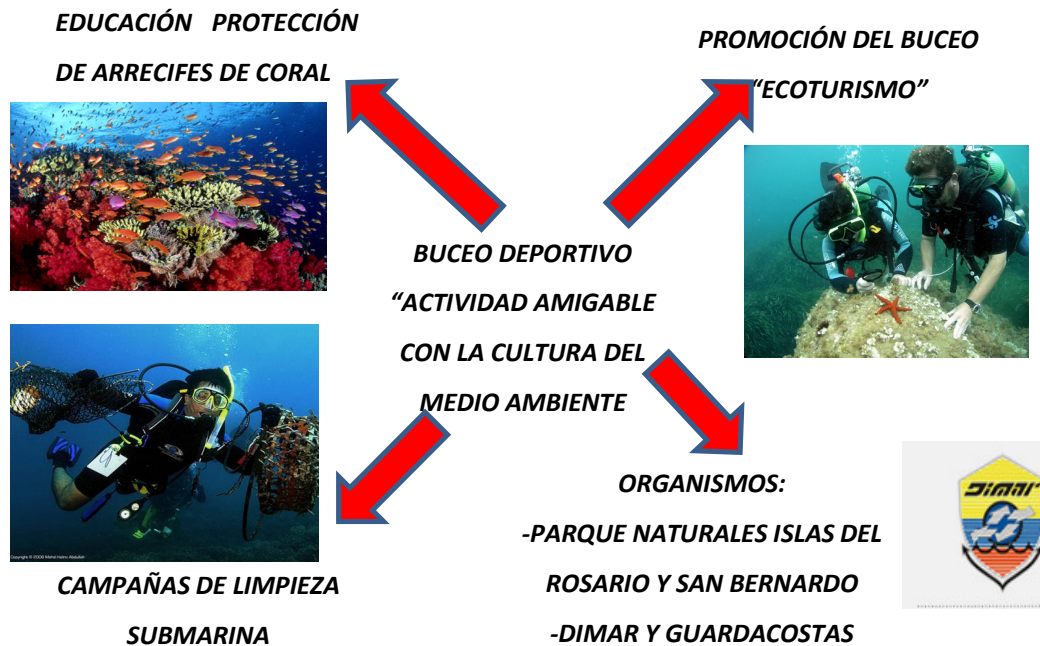 EDUCACIÓN PROTECCIÓN
DE ARRECIFES DE CORAL
PROMOCIÓN DEL BUCEO
“ECOTURISMO”
BUCEO DEPORTIVO
“ACTIVIDAD AMIGABLE
CON LA CULTURA DEL
MEDIO AMBIENTE
CAMPAÑAS DE LIMPIEZA
SUBMARINA
ORGANISMOS:
-PARQUE NATURALES ISLAS DEL
ROSARIO Y SAN BERNARDO
-DIMAR Y GUARDACOSTAS